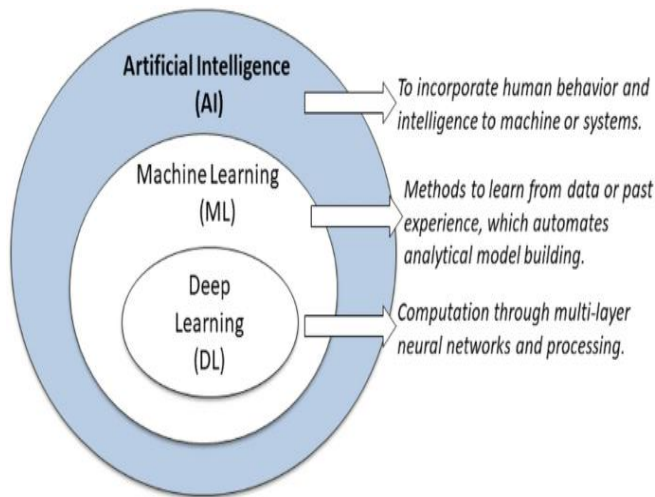 Artificial Intelligence
(AI)
To incorporate human behavior and
intelligence to machine or systems.
Machine Learning
(ML)
Methods to learn from data or past
experience, which automates
analytical model building.
Deep
Learning
(DL)
Computation through multi-layer
neural networks and processing.